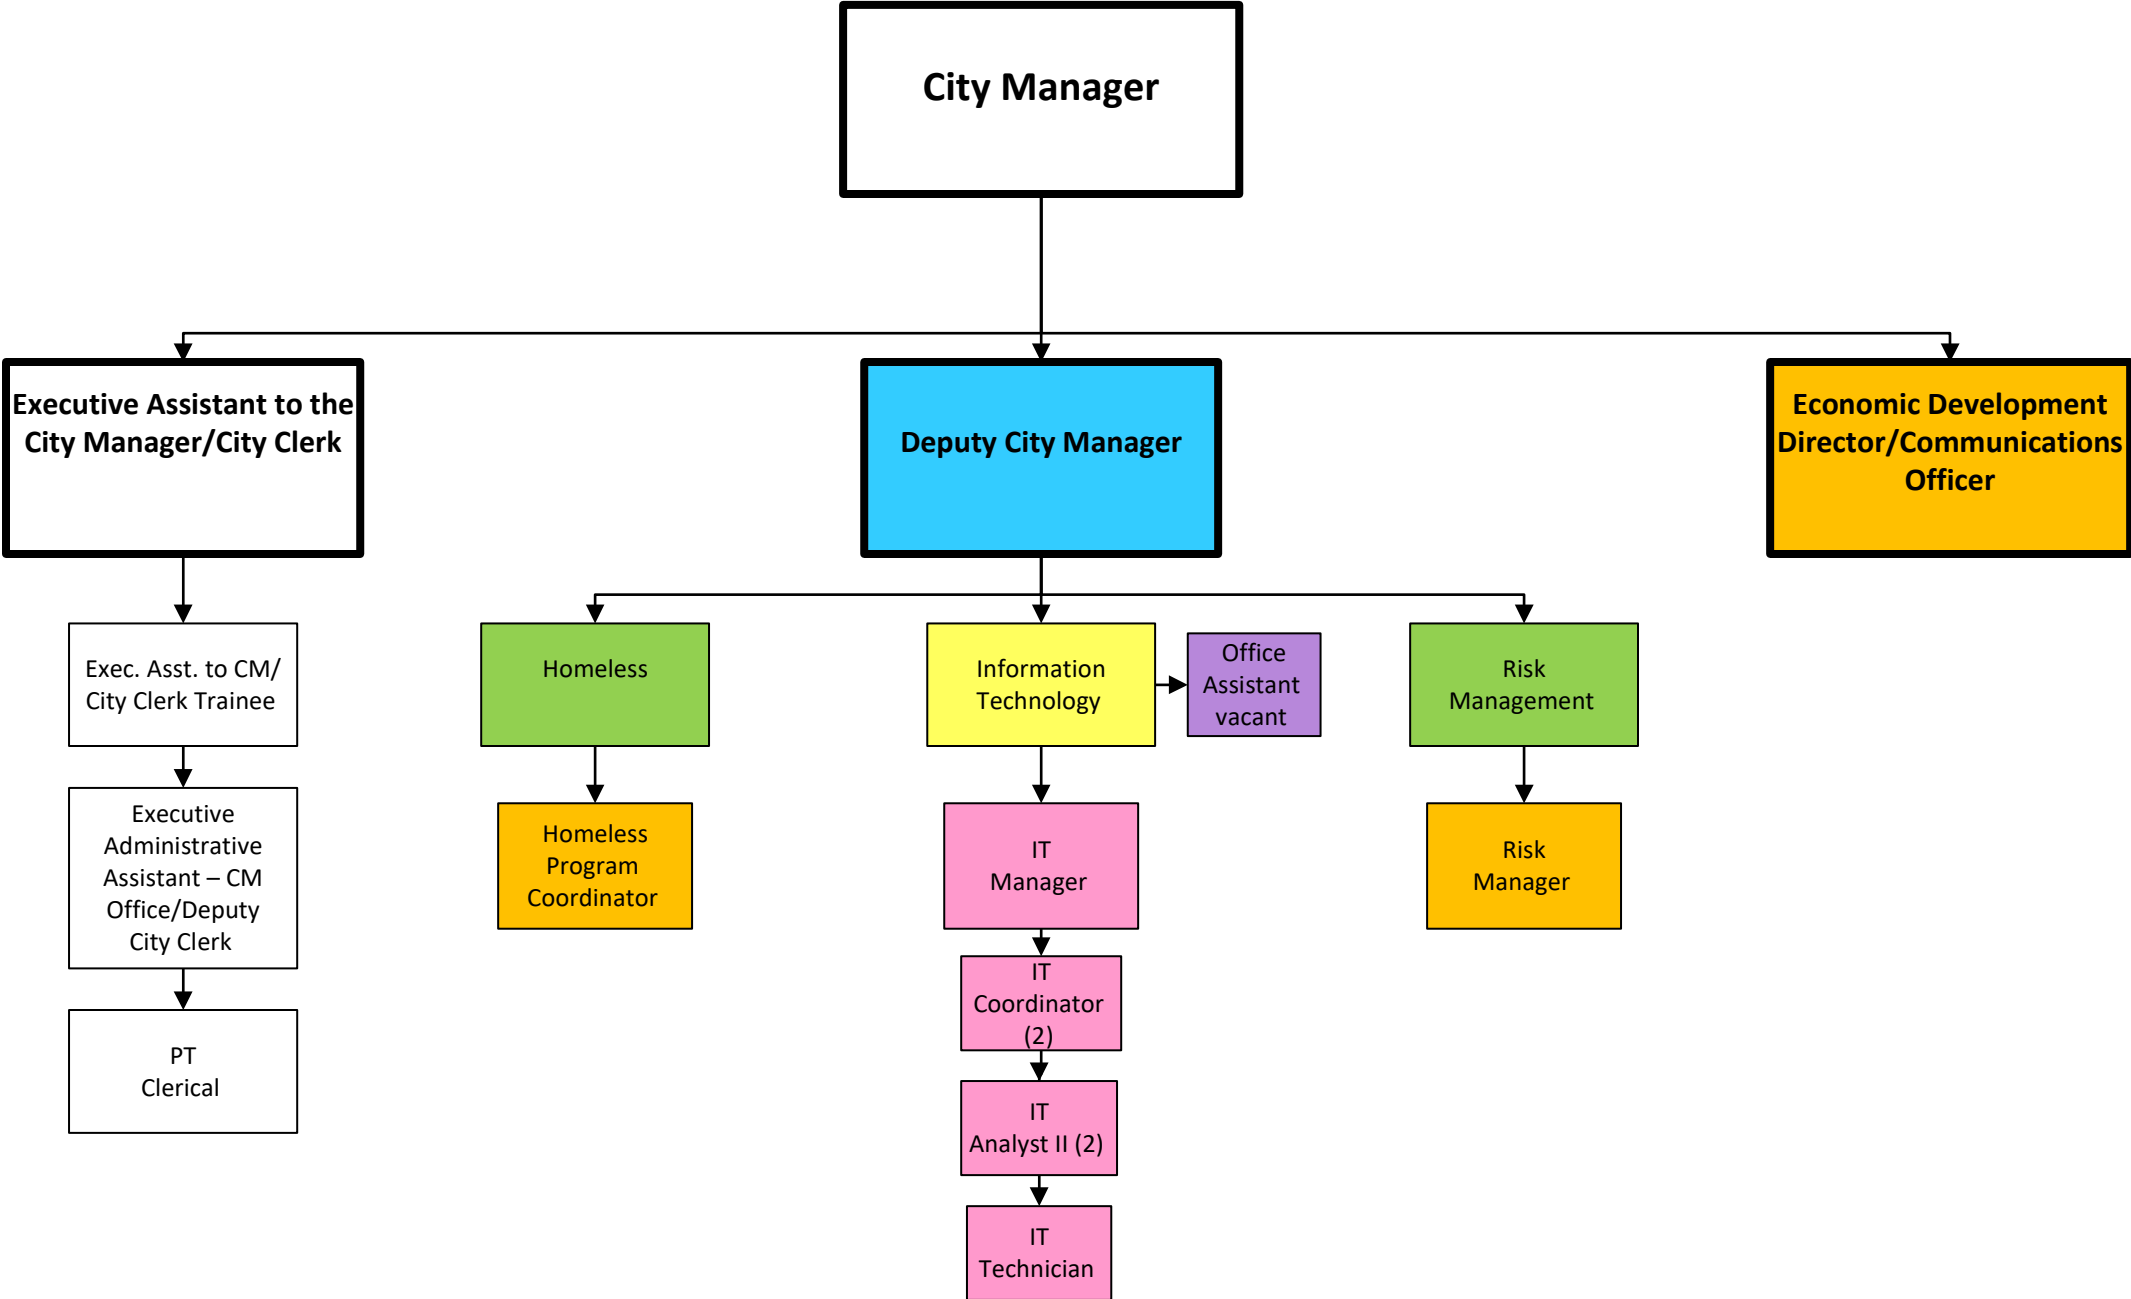 City Manager
Executive Assistant to the
City Manager/City Clerk
Deputy City Manager
Economic Development
Director/Communications
Officer
Exec. Asst. to CM/
City Clerk Trainee
Homeless
Information
Technology
Office
Assistant
vacant
Risk
Management
Executive
Administrative
Assistant – CM
Office/Deputy
City Clerk
Homeless
Program
Coordinator
IT
Manager
Risk
Manager
IT
Coordinator
(2)
PT
Clerical
IT
Analyst II (2)
IT
Technician